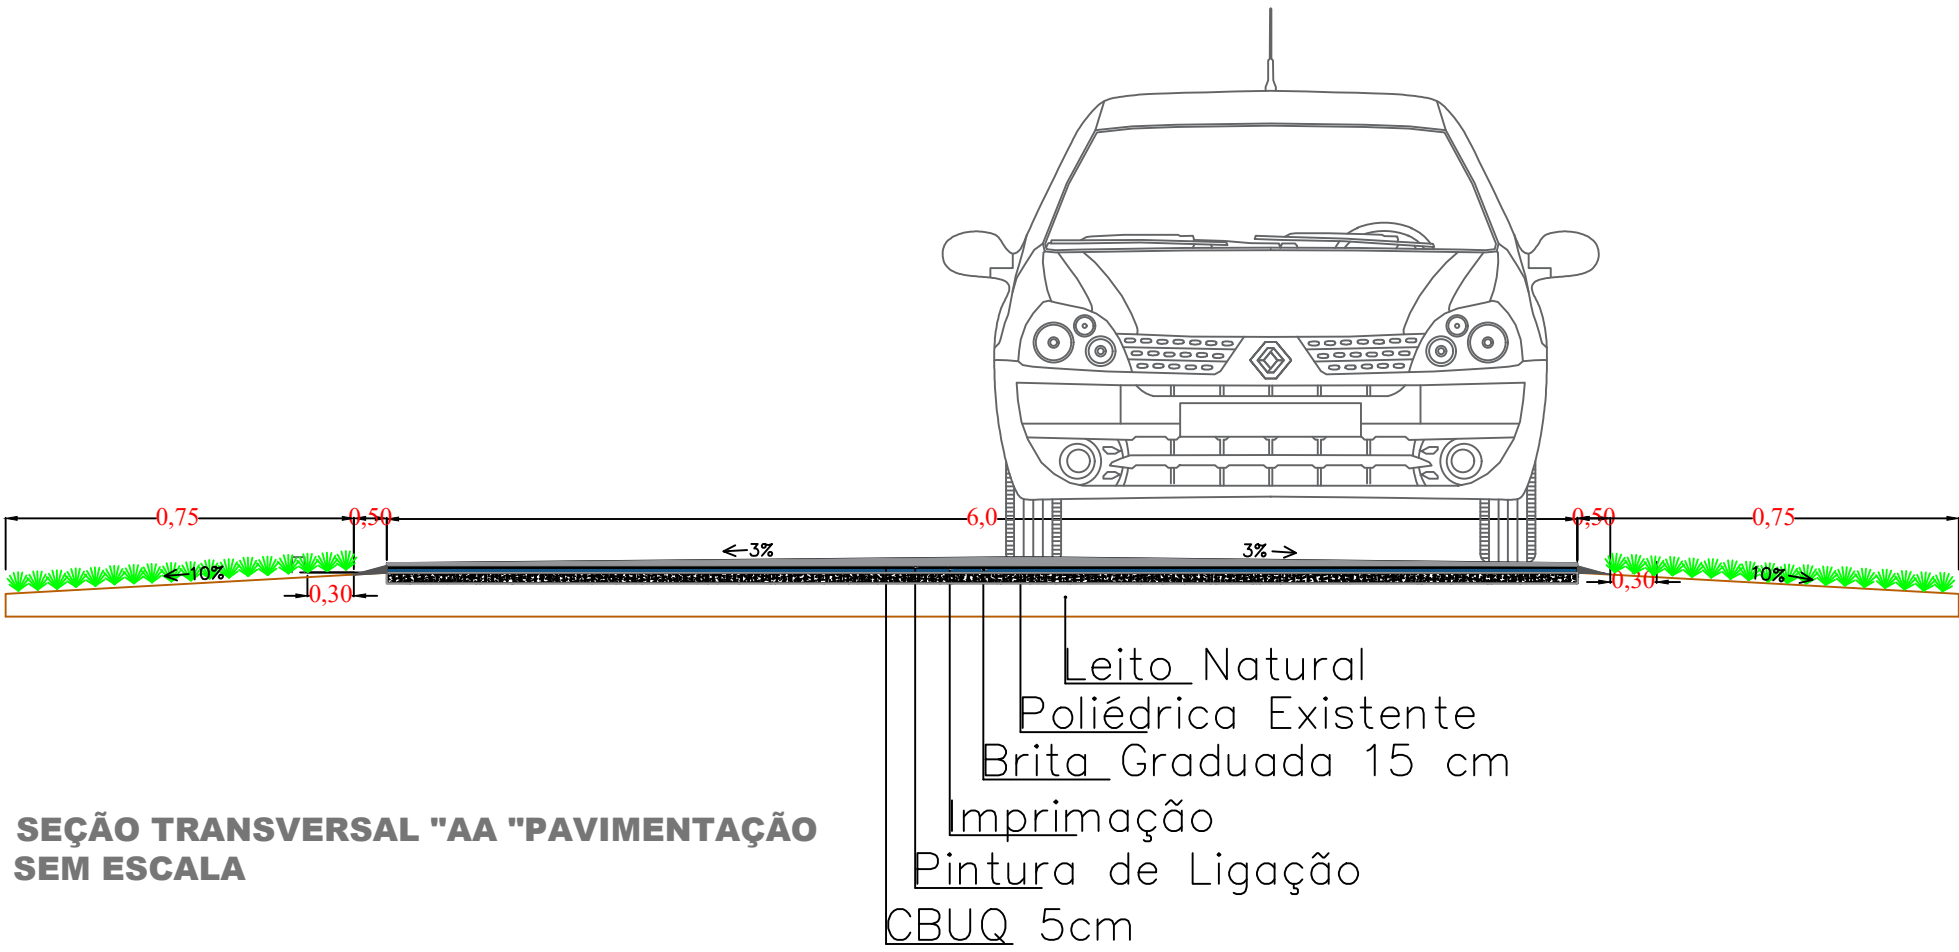 0,75 0,50 6,0 0,50 0,75
3% 3%
10% 10%
0,30 0,30
Leito Natural
Poliédrica Existente
Brita Graduada 15 cm
Imprimação
Pintura de Ligação
CBUQ 5cm
SEÇÃO TRANSVERSAL "AA "PAVIMENTAÇÃO
SEM ESCALA